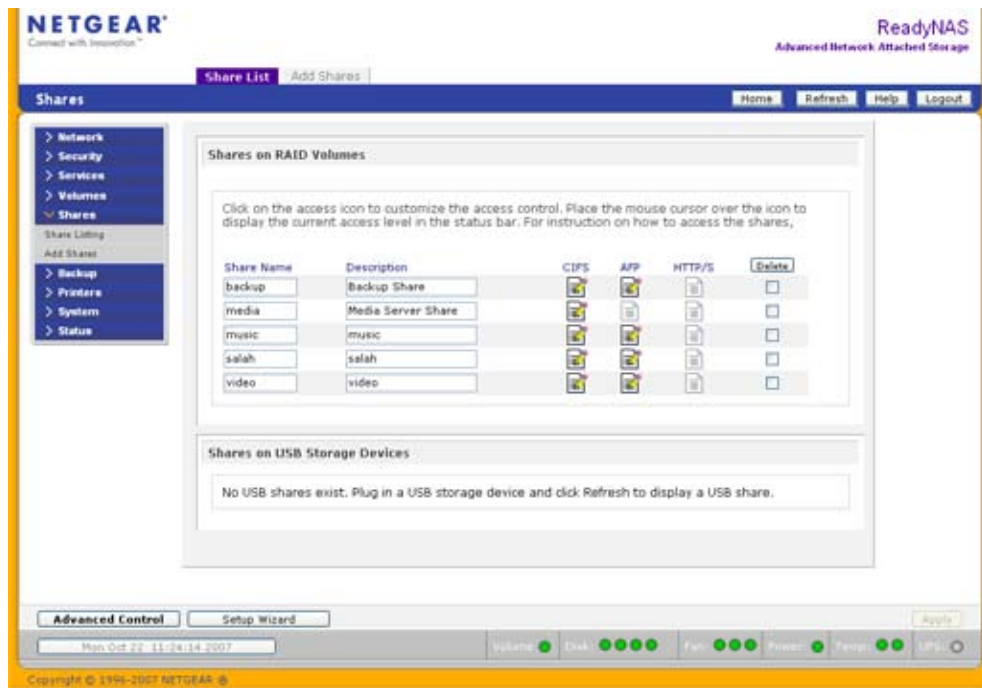 NETGEAR
Connect with Innovation™
ReadyNAS
Advanced Network Attached Storage
Share List Add Shares
Shares Home Refresh Help Logout
> Network
> Security
> Services
> Volumes
Shares
Share Listing
Add Shares
> Backup
> Printers
> System
> Status
Shares on RAID Volumes
Click on the access icon to customize the access control. Place the mouse cursor over the icon to
display the current access level in the status bar. For instruction on how to access the shares,
Share Name Description CIFS AFP HTTP/S Delete
backup Backup Share
media Media Server Share
music music
salah salah
video video
Shares on USB Storage Devices
No USB shares exist. Plug in a USB storage device and click Refresh to display a USB share.
Advanced Control Setup Wizard Apply
Mon Oct 22 11:24:14 2007 Volume: Disk: Fan: Power: Temp: UPS:
Copyright © 1996-2007 NETGEAR ®